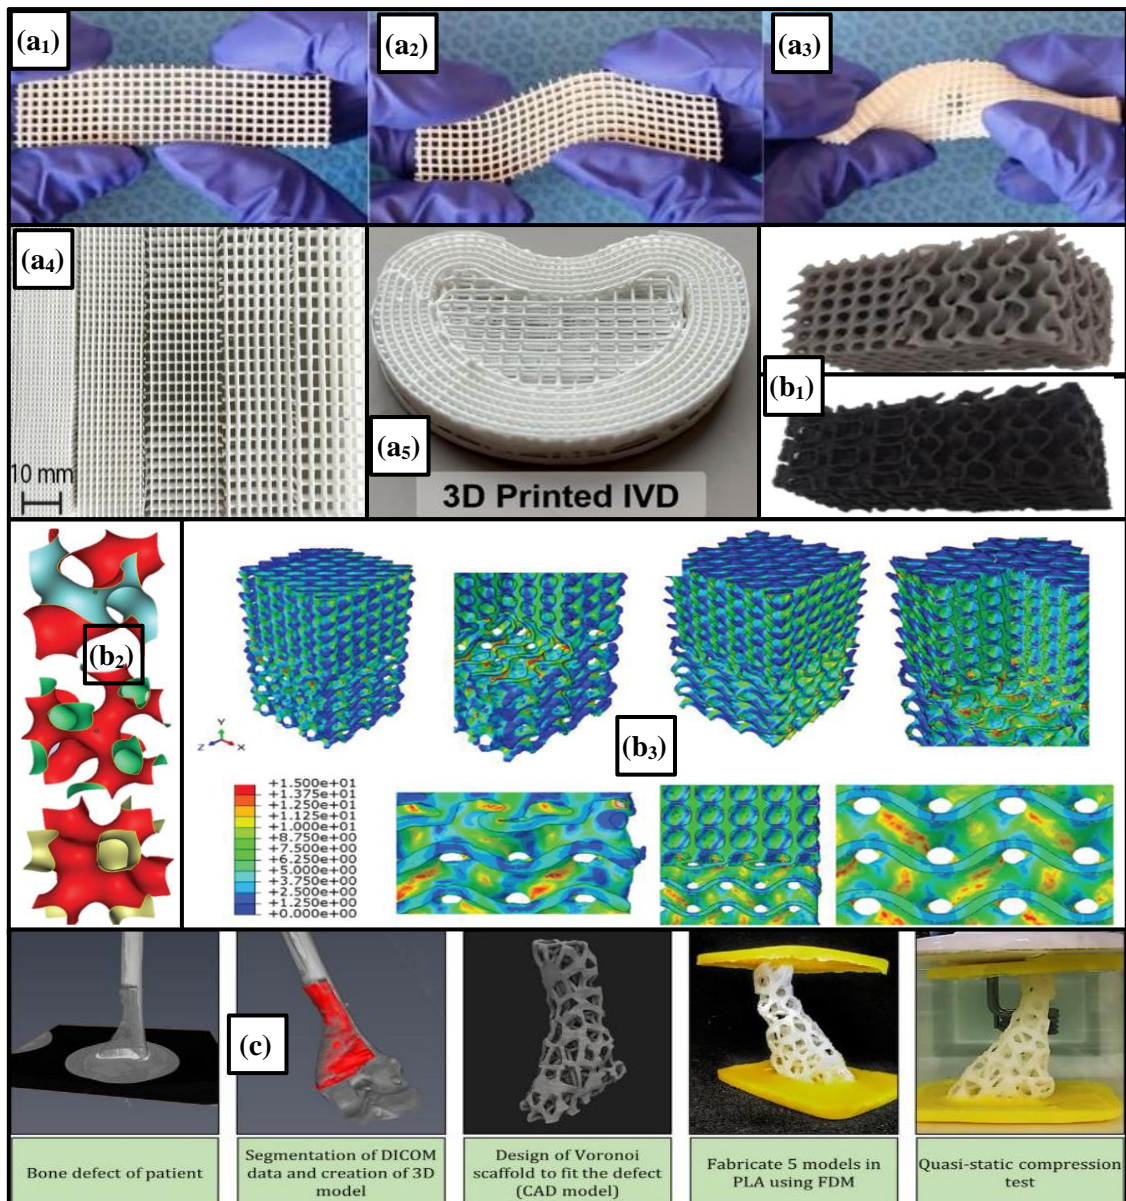 (a1)
(a2)
(a3)
(a4)
10 mm
(a5)
3D Printed IVD
(b1)
(b2)
(b3)
Y
Z
X
+1.500e+01
+1.375e+01
+1.250e+01
+1.125e+01
+1.000e+01
+8.750e+00
+7.500e+00
+6.250e+00
+5.000e+00
+3.750e+00
+2.500e+00
+1.250e+00
+0.000e+00
(c)
Bone defect of patient
Segmentation of DICOM
data and creation of 3D
model
Design of Voronoi
scaffold to fit the defect
(CAD model)
Fabricate 5 models in
PLA using FDM
Quasi-static compression
test